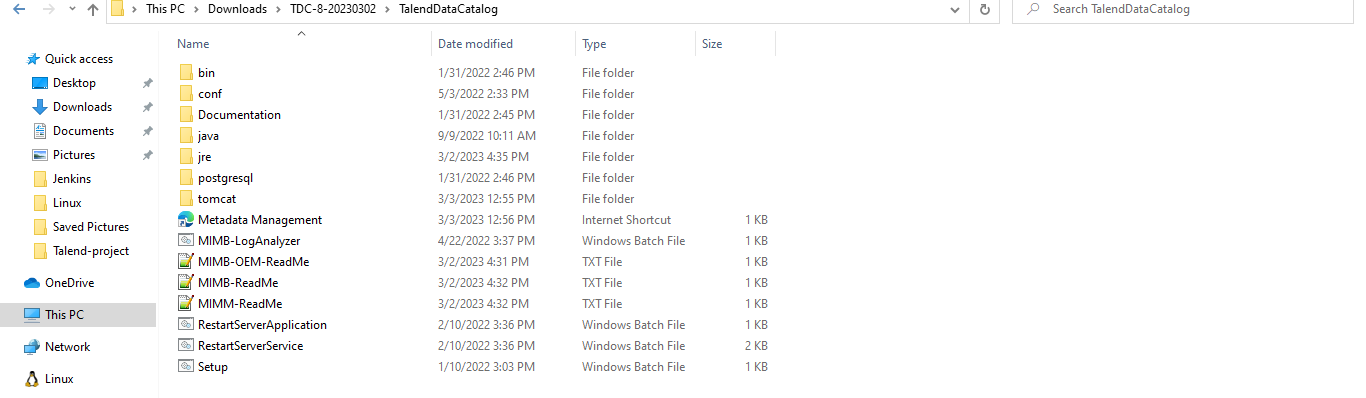 This PC > Downloads > TDC-8-20230302 > TalendDataCatalog
Search TalendDataCatalog
Quick access
Desktop
Downloads
Documents
Pictures
Jenkins
Linux
Saved Pictures
Talend-project
OneDrive
This PC
Network
Linux
Name Date modified Type Size
bin 1/31/2022 2:46 PM File folder
conf 5/3/2022 2:33 PM File folder
Documentation 1/31/2022 2:45 PM File folder
java 9/9/2022 10:11 AM File folder
jre 3/2/2023 4:35 PM File folder
postgresql 1/31/2022 2:46 PM File folder
tomcat 3/3/2023 12:55 PM File folder
Metadata Management 3/3/2023 12:56 PM Internet Shortcut 1 KB
MIMB-LogAnalyzer 4/22/2022 3:37 PM Windows Batch File 1 KB
MIMB-OEM-ReadMe 3/2/2023 4:31 PM TXT File 1 KB
MIMB-ReadMe 3/2/2023 4:32 PM TXT File 1 KB
MIMM-ReadMe 3/2/2023 4:32 PM TXT File 1 KB
RestartServerApplication 2/10/2022 3:36 PM Windows Batch File 1 KB
RestartServerService 2/10/2022 3:36 PM Windows Batch File 2 KB
Setup 1/10/2022 3:03 PM Windows Batch File 1 KB